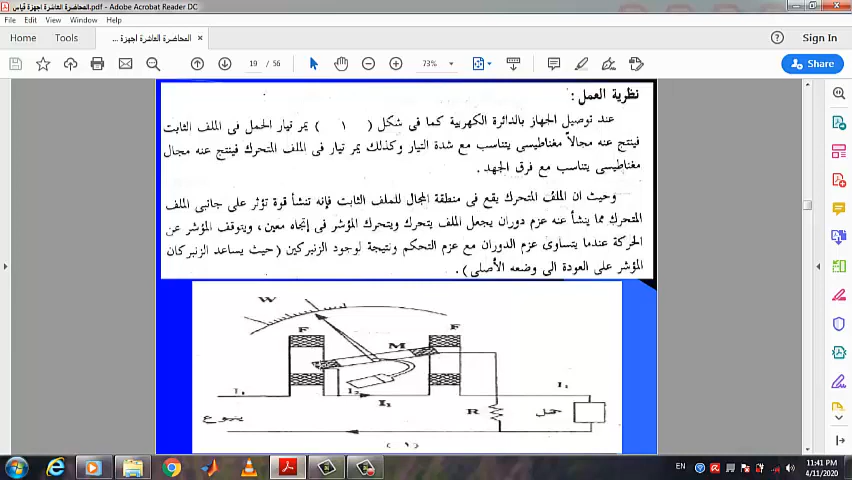 المحاضرة العاشرة اجهزة قياس.pdf - Adobe Acrobat Reader DC
File Edit View Window Help
Home Tools المحاضرة العاشرة اجهزة ... × Sign In
19 / 56 73% Share
نظرية العمل :
عند توصيل الجهاز بالدائرة الكهربية كما فى شكل ( ١ ) يمر تيار الحمل فى الملف الثابت
فينتج عنه مجالاً مغناطيسى يتناسب مع شدة التيار وكذلك يمر تيار فى الملف المتحرك فينتج عنه مجال
مغناطيسى يتناسب مع فرق الجهد .
وحيث ان الملف المتحرك يقع فى منطقة المجال للملف الثابت فإنه تنشأ قوة تؤثر على جانبى الملف
المتحرك مما ينشأ عنه عزم دوران يجعل الملف يتحرك ويتحرك المؤشر فى إتجاه معين، ويتوقف المؤشر عن
الحركة عندما يتساوى عزم الدوران مع عزم التحكم ونتيجة لوجود الزنبركين (حيث يساعد الزنبركان
المؤشر على العودة الى وضعه الأصلى) .
W
F F
M
I₁ I₂ I₁
I₁
R حمل
ينبوع
( ١ )
EN 11:41 PM
4/11/2020